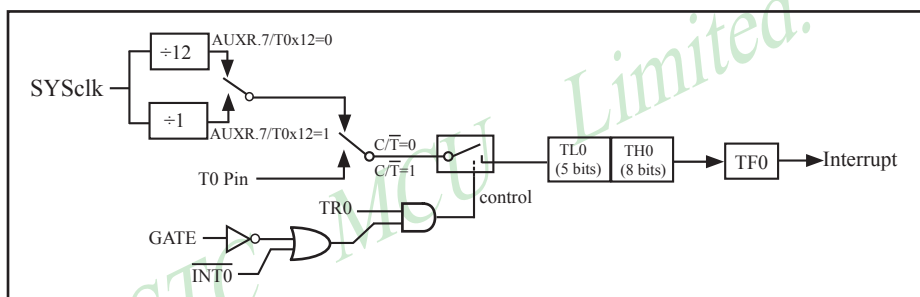 ÷12
AUXR.7/T0x12=0
SYSclk
÷1
AUXR.7/T0x12=1
C/T̅=0
C/T̅=1
T0 Pin
TL0
(5 bits)
TH0
(8 bits)
TF0
Interrupt
control
TR0
GATE
I̅N̅T̅0̅
STC MCU Limited.